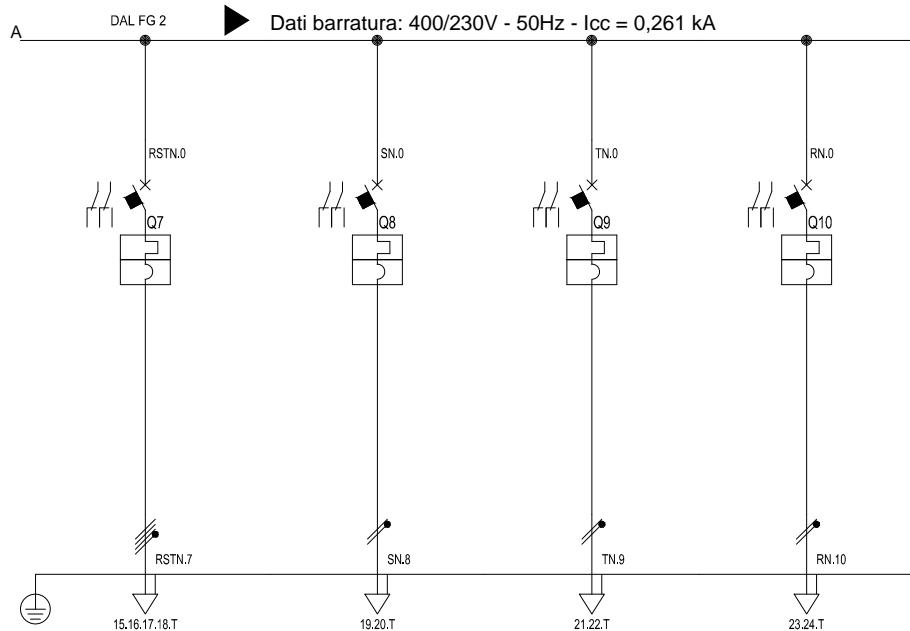 DAL FG 2
Dati barratura: 400/230V - 50Hz - Icc = 0,261 kA
A
RSTN.0
SN.0
TN.0
RN.0
Q7
Q8
Q9
Q10
RSTN.7
SN.8
TN.9
RN.10
15.16.17.18.T
19.20.T
21.22.T
23.24.T